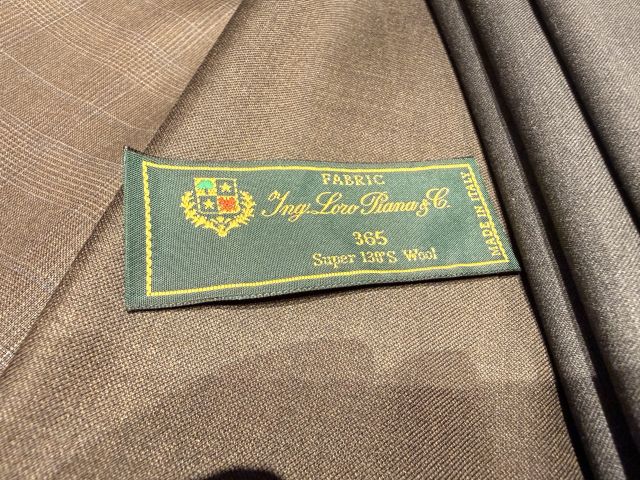 FABRIC
Ing. Loro Piana & C.
365
Super 130'S Wool
MADE IN ITALY